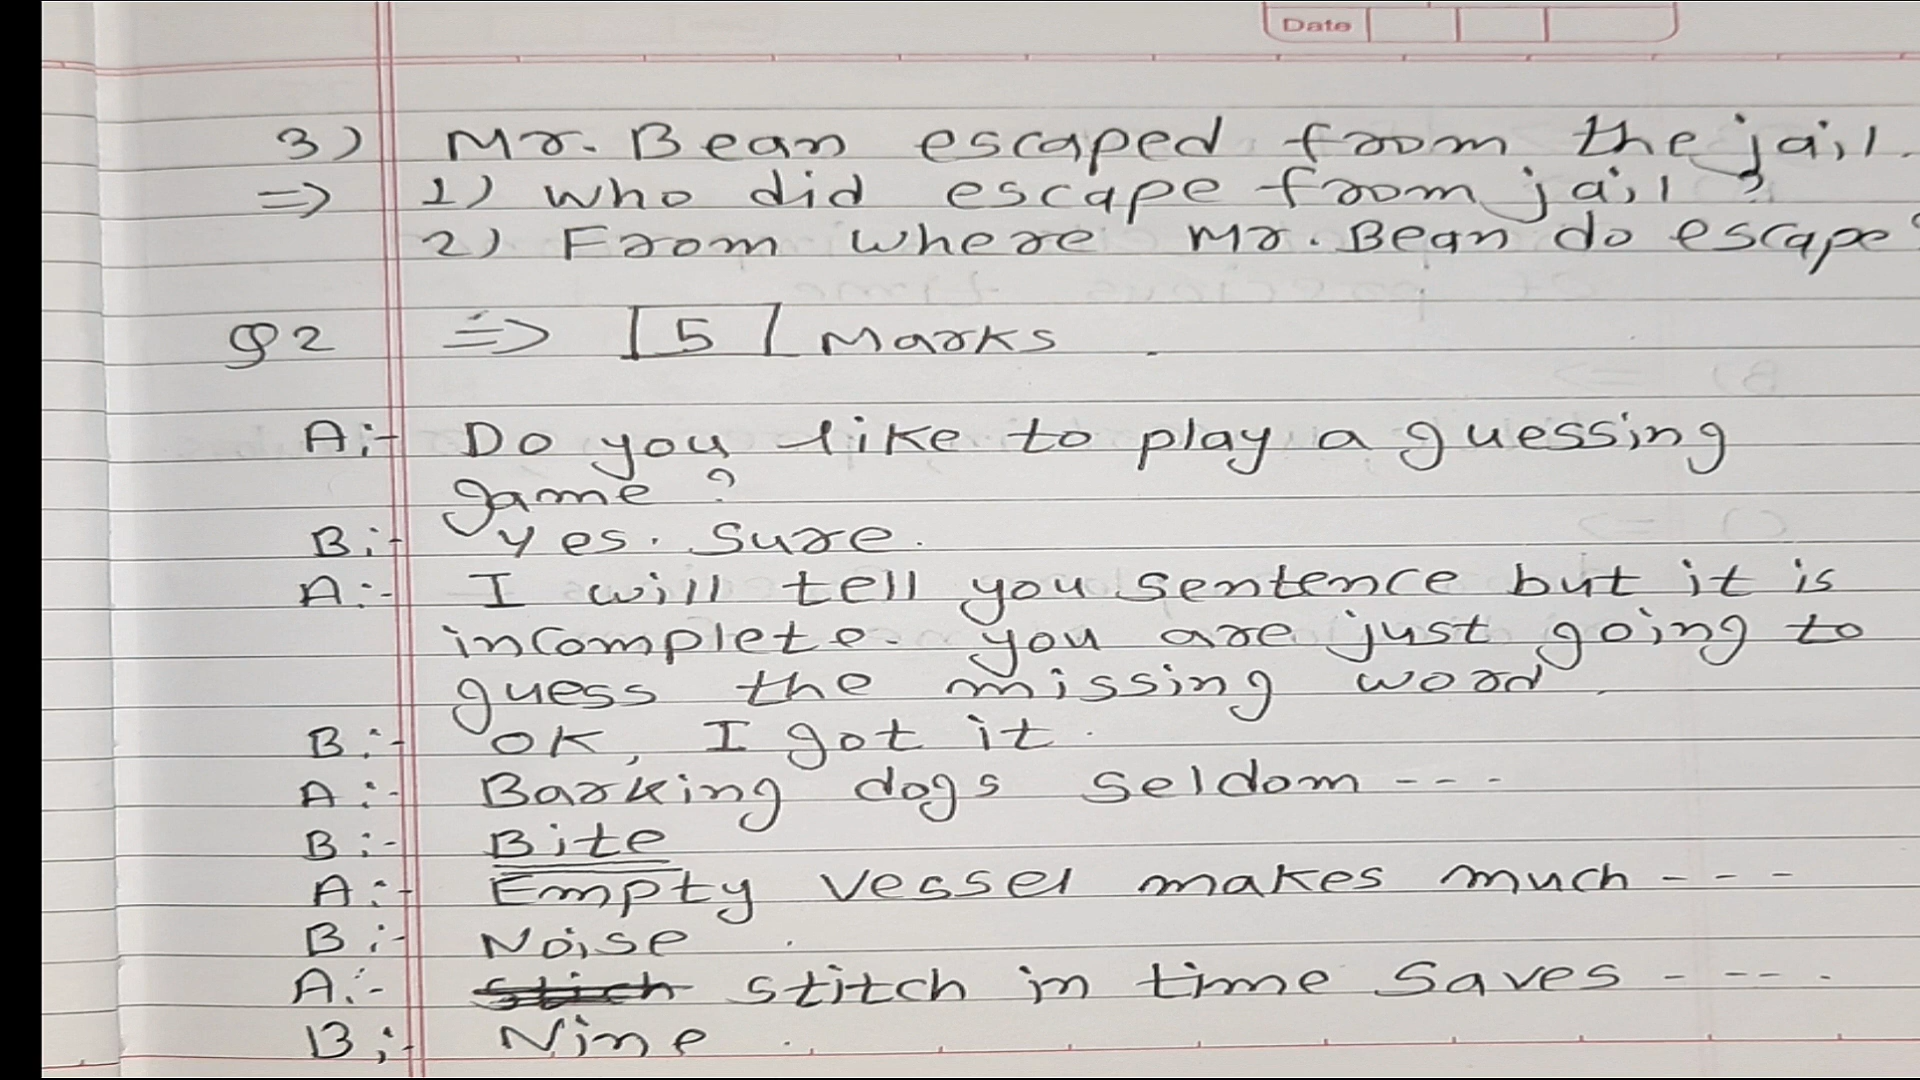 Date
3) Mr. Bean escaped from the jail.
=> 1) Who did escape from jail ?
2) From where Mr. Bean do escape?
Q2 => [5] Marks.
A:- Do you like to play a guessing
game ?
B:- Yes. Sure.
A:- I will tell you sentence but it is
incomplete. you are just going to
guess the missing word.
B:- OK, I got it.
A:- Barking dogs seldom ---
B:- Bite
A:- Empty vessel makes much ---
B:- Noise.
A:- Stich stitch in time saves ----.
B:- Nine.